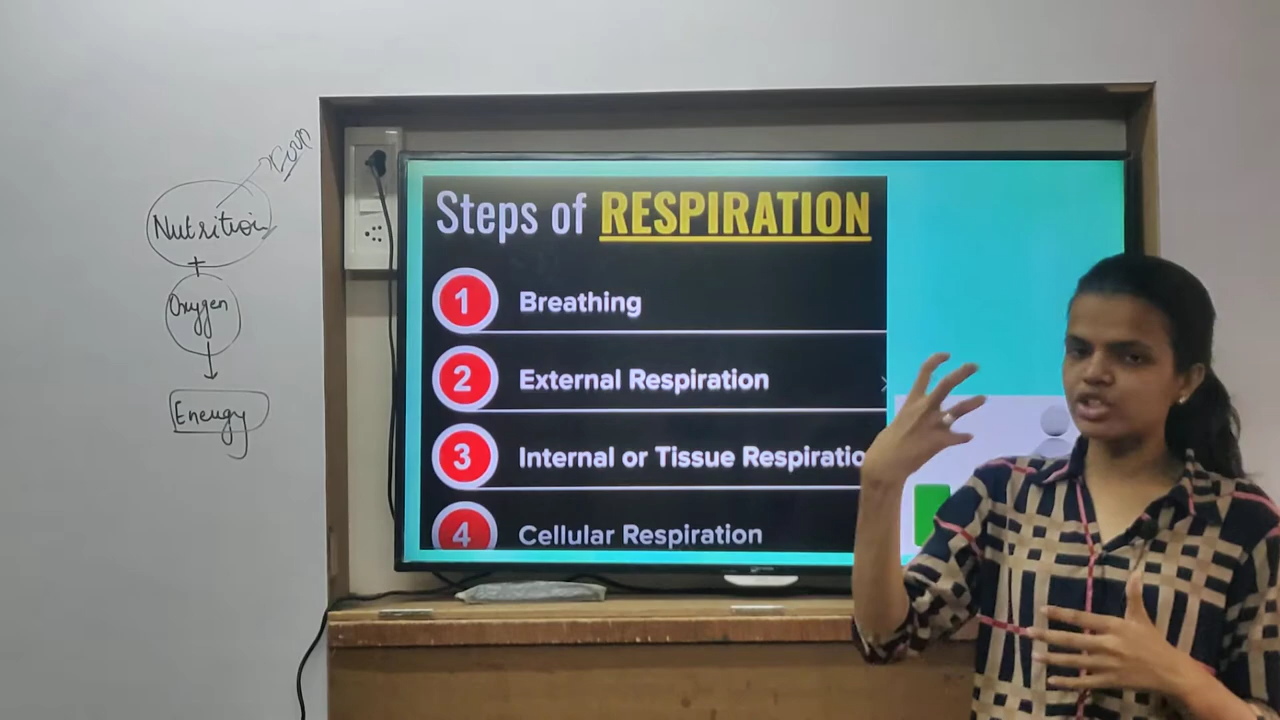 Nutrition
+
Oxygen
Energy
Steps of RESPIRATION
1 Breathing
2 External Respiration
3 Internal or Tissue Respiratio
4 Cellular Respiration